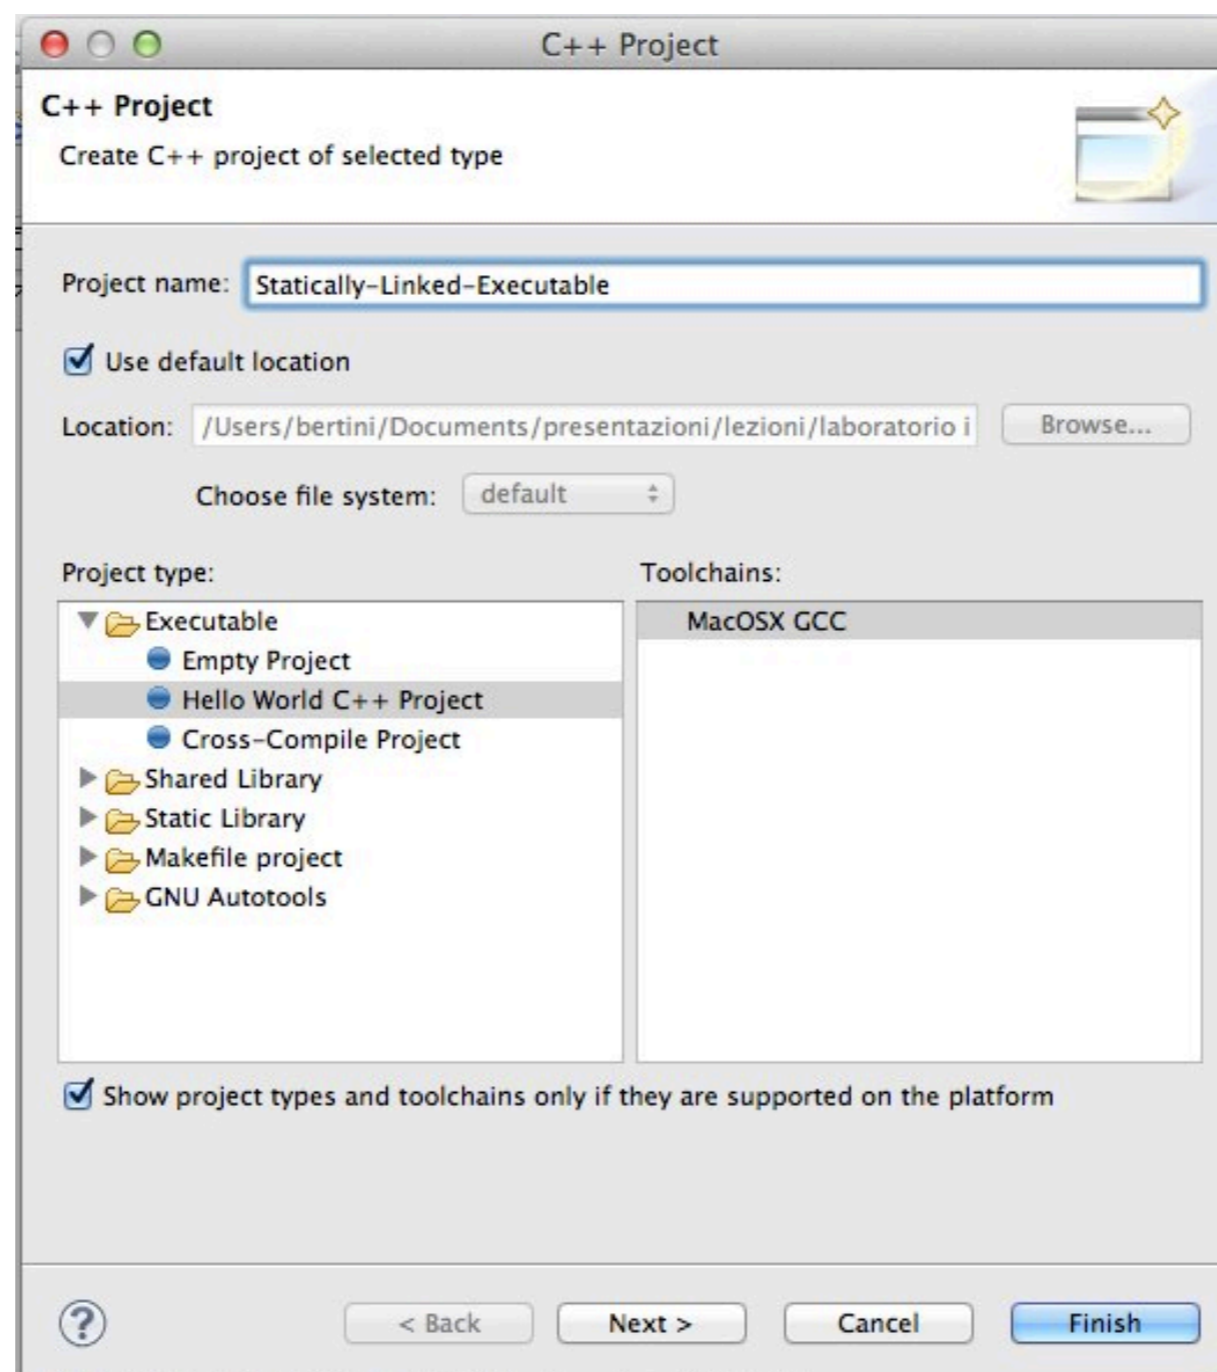 C++ Project
C++ Project
Create C++ project of selected type
Project name: Statically-Linked-Executable
Use default location
Location: /Users/bertini/Documents/presentazioni/lezioni/laboratorio i Browse...
Choose file system: default
Project type: Toolchains:
Executable MacOSX GCC
Empty Project
Hello World C++ Project
Cross-Compile Project
Shared Library
Static Library
Makefile project
GNU Autotools
Show project types and toolchains only if they are supported on the platform
? < Back Next > Cancel Finish